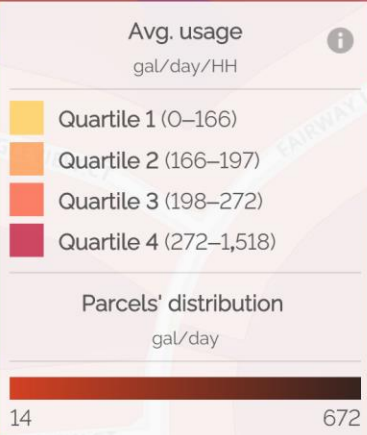 Avg. usage
gal/day/HH
Quartile 1 (0–166)
Quartile 2 (166–197)
Quartile 3 (198–272)
Quartile 4 (272–1,518)
Parcels' distribution
gal/day
14 672
FAIRWAY